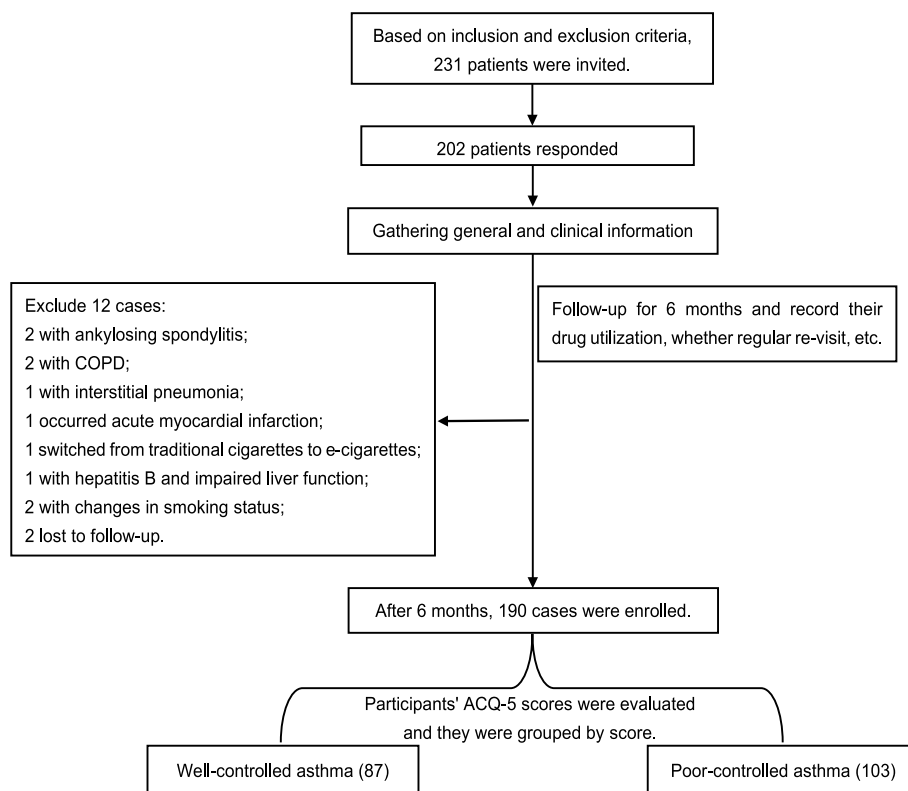 Based on inclusion and exclusion criteria,
231 patients were invited.
202 patients responded
Gathering general and clinical information
Exclude 12 cases:
2 with ankylosing spondylitis;
2 with COPD;
1 with interstitial pneumonia;
1 occurred acute myocardial infarction;
1 switched from traditional cigarettes to e-cigarettes;
1 with hepatitis B and impaired liver function;
2 with changes in smoking status;
2 lost to follow-up.
Follow-up for 6 months and record their
drug utilization, whether regular re-visit, etc.
After 6 months, 190 cases were enrolled.
Participants' ACQ-5 scores were evaluated
and they were grouped by score.
Well-controlled asthma (87)
Poor-controlled asthma (103)